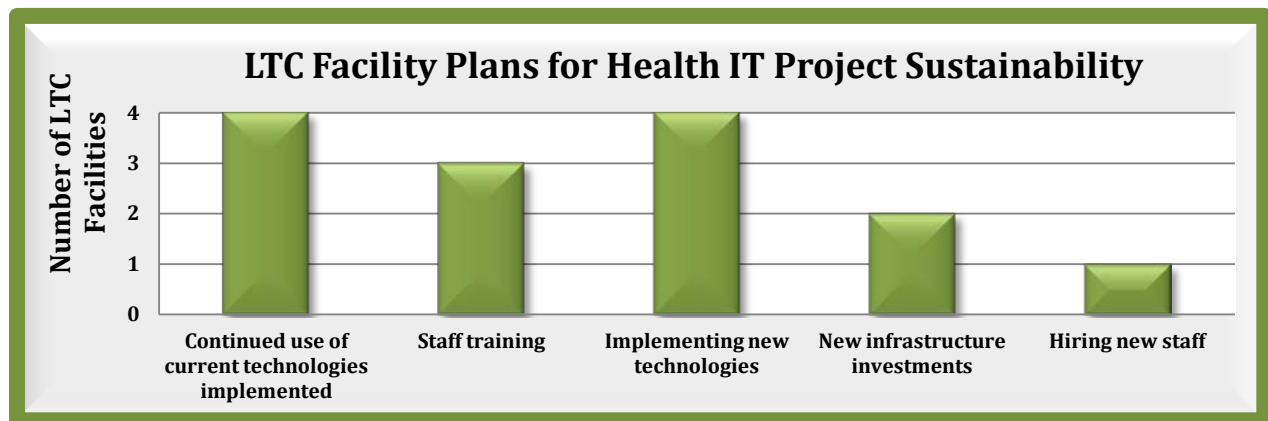 LTC Facility Plans for Health IT Project Sustainability
Number of LTC
Facilities
4
3
2
1
0
Continued use of
current technologies
implemented
Staff training
Implementing new
technologies
New infrastructure
investments
Hiring new staff